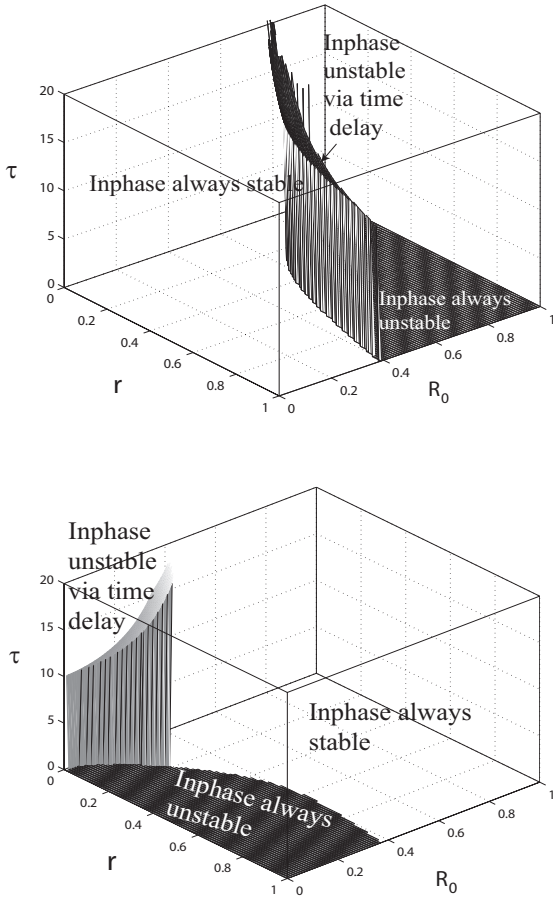 Inphase
unstable
via time
delay
20
15
τ
Inphase always stable
10
5
0
0
0.2
0.4
0.6
0.8
1
r
Inphase always
unstable
0
0.2
0.4
0.6
0.8
1
R0
Inphase
unstable
via time
delay
20
15
τ
10
5
0
0
0.2
0.4
0.6
0.8
1
r
Inphase always
stable
Inphase always
unstable
0
0.2
0.4
0.6
0.8
1
R0